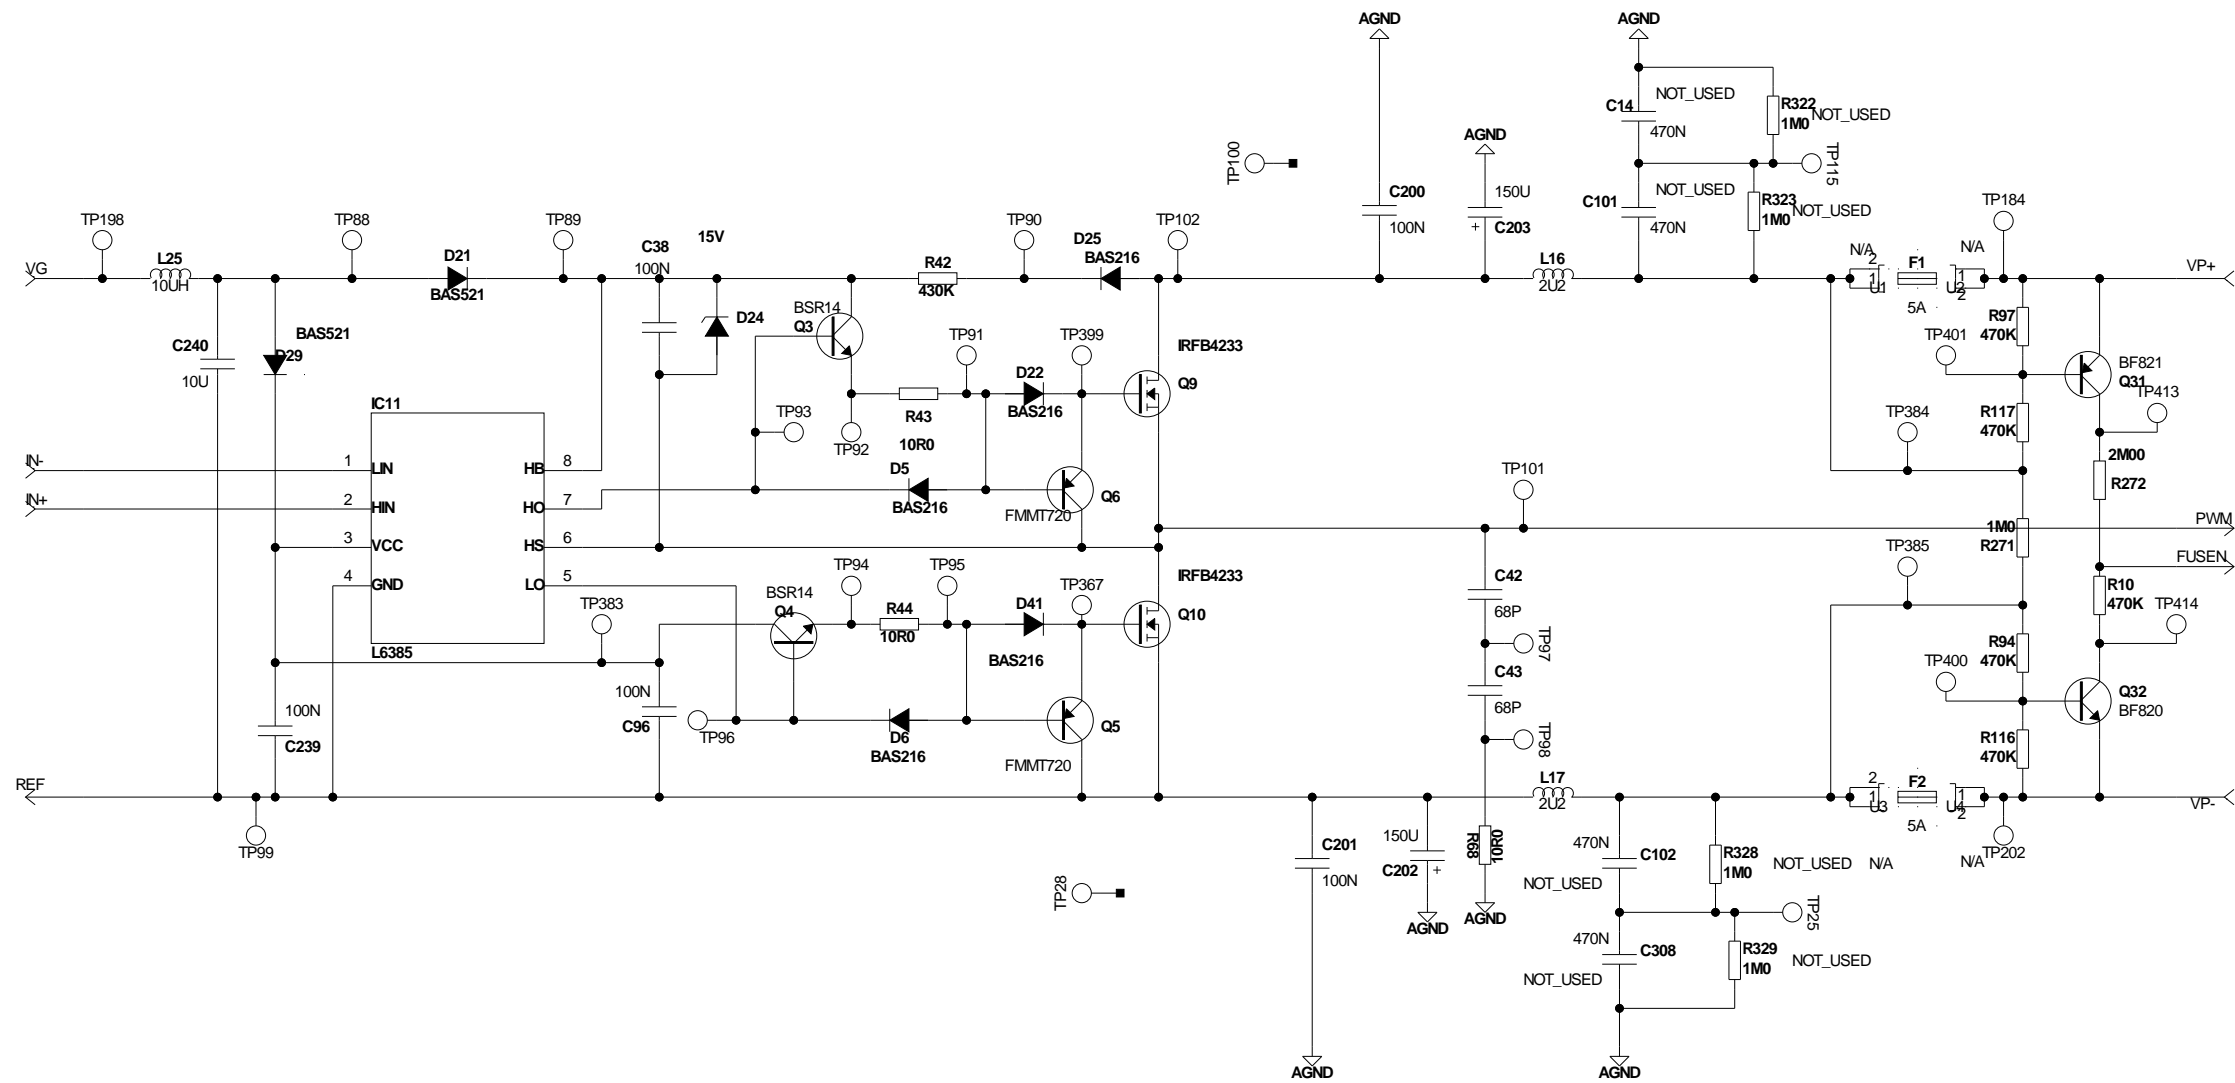 AGND
AGND
NOT_USED
C14
470N
R322
1M0
NOT_USED
AGND
TP100
TP115
C200
100N
150U
C203
+
C101
NOT_USED
470N
R323
1M0
NOT_USED
TP184
TP198
TP88
TP89
C38
100N
15V
TP90
D25
BAS216
TP102
VG
L25
10UH
D21
BAS521
R42
430K
L16
2U2
N/A
2
1
U1
F1
5A
N/A
1
U2
2
VP+
BSR14
Q3
D24
BAS521
D29
C240
10U
TP91
TP399
IRFB4233
D22
BAS216
Q9
R97
470K
TP401
BF821
Q31
TP413
IC11
TP93
R43
10R0
TP92
TP384
R117
470K
IN-
1
LIN
HB
8
D5
BAS216
Q6
TP101
2M00
R272
IN+
2
HIN
HO
7
FMMT720
1M0
R271
PWM
3
VCC
HS
6
TP385
FUSEN
4
GND
LO
5
TP383
BSR14
Q4
TP94
TP95
TP367
IRFB4233
C42
68P
R10
470K
TP414
R44
10R0
D41
BAS216
Q10
L6385
TP97
R94
470K
TP400
C43
68P
Q32
BF820
100N
C239
100N
C96
TP96
D6
BAS216
Q5
FMMT720
TP98
R116
470K
REF
L17
2U2
2
1
U3
F2
5A
1
U4
2
VP-
TP99
C201
100N
150U
C202
+
R68
10R0
470N
C102
NOT_USED
R328
1M0
NOT_USED
N/A
N/A
TP202
TP28
AGND
AGND
TP25
470N
C308
NOT_USED
R329
1M0
NOT_USED
AGND
AGND